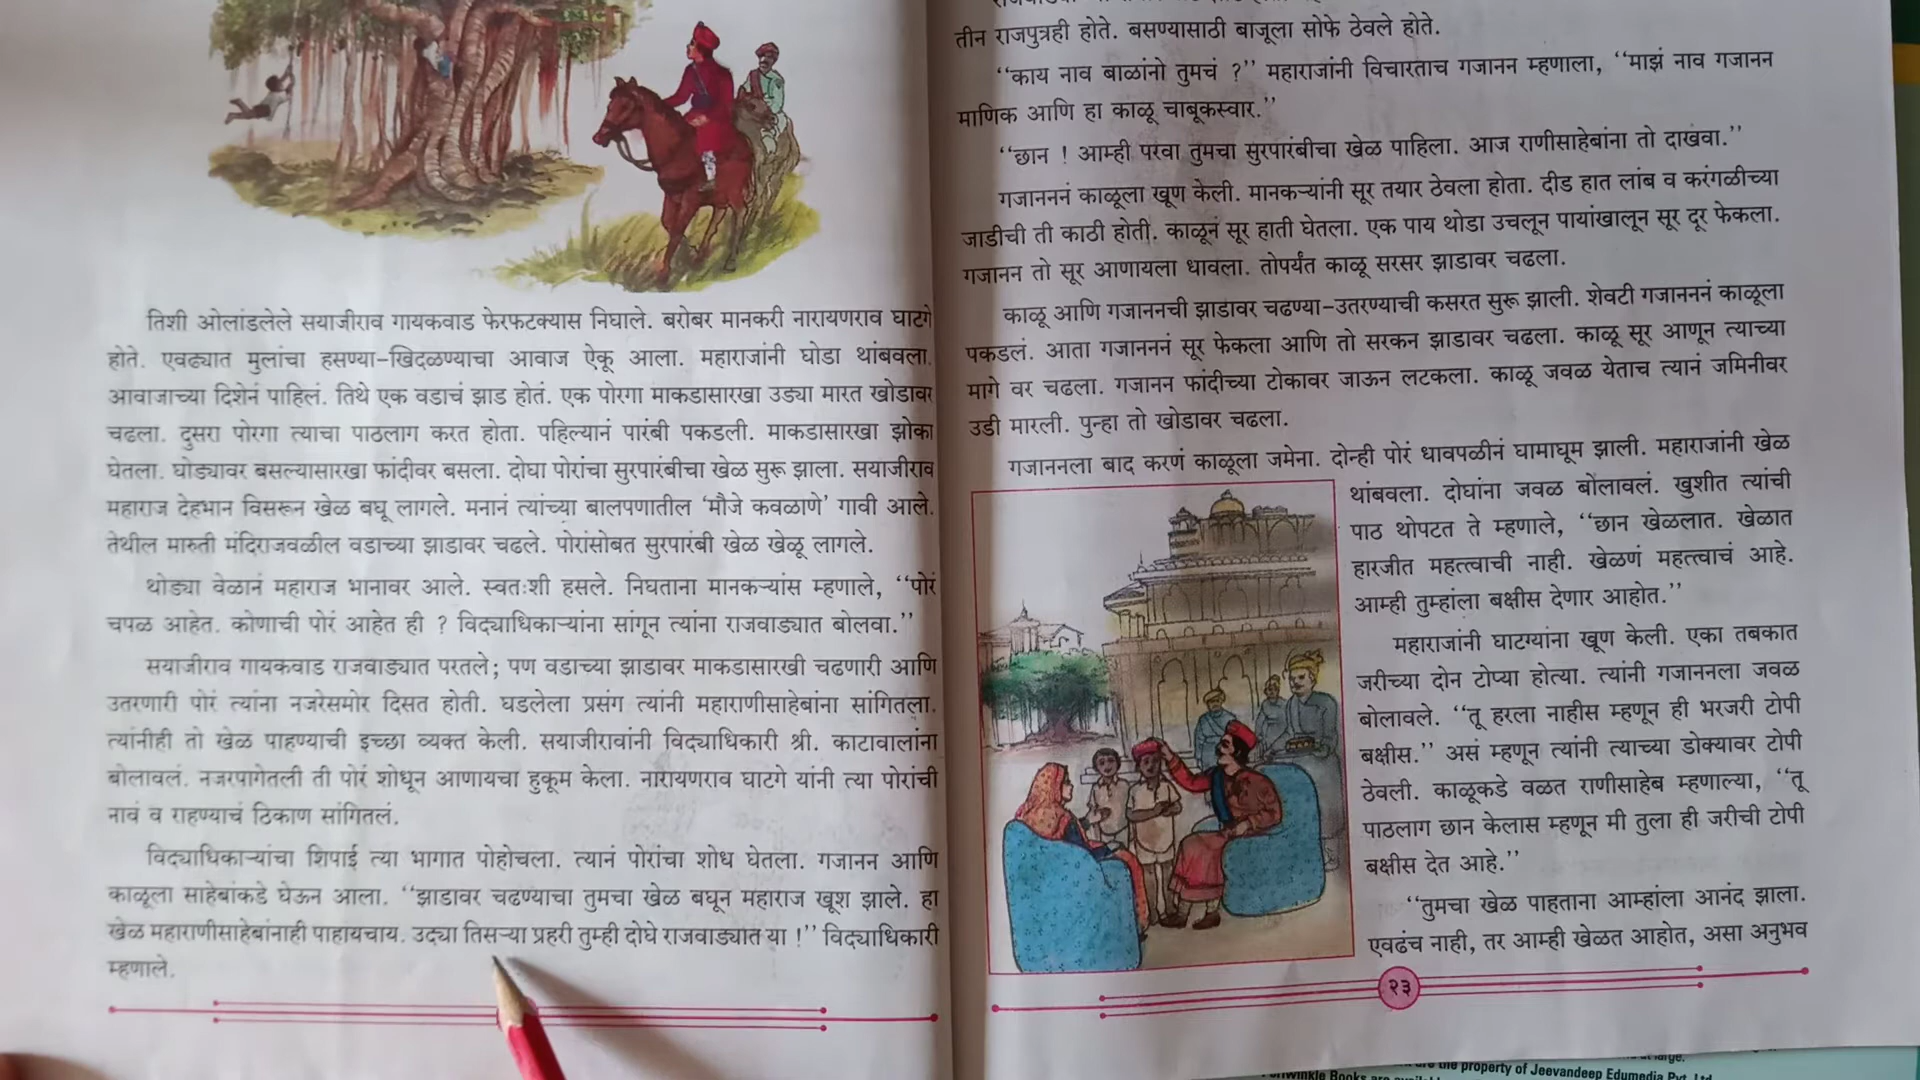 तिशी ओलांडलेले सयाजीराव गायकवाड फेरफटक्यास निघाले. बरोबर मानकरी नारायणराव घाटगे
होते. एवढ्यात मुलांचा हसण्या-खिदळण्याचा आवाज ऐकू आला. महाराजांनी घोडा थांबवला.
आवाजाच्या दिशेनं पाहिलं. तिथे एक वडाचं झाड होतं. एक पोरगा माकडासारखा उड्या मारत खोडावर
चढला. दुसरा पोरगा त्याचा पाठलाग करत होता. पहिल्यानं पारंबी पकडली. माकडासारखा झोका
घेतला. घोड्यावर बसल्यासारखा फांदीवर बसला. दोघा पोरांचा सुरपारंबीचा खेळ सुरू झाला. सयाजीराव
महाराज देहभान विसरून खेळ बघू लागले. मनानं त्यांच्या बालपणातील ‘मौजे कवळाणे’ गावी आले.
तेथील मारुती मंदिराजवळील वडाच्या झाडावर चढले. पोरांसोबत सुरपारंबी खेळ खेळू लागले.
थोड्या वेळानं महाराज भानावर आले. स्वतःशी हसले. निघताना मानकऱ्यांस म्हणाले, ‘‘पोरं
चपळ आहेत. कोणाची पोरं आहेत ही ? विद्याधिकाऱ्यांना सांगून त्यांना राजवाड्यात बोलवा.’’
सयाजीराव गायकवाड राजवाड्यात परतले; पण वडाच्या झाडावर माकडासारखी चढणारी आणि
उतरणारी पोरं त्यांना नजरेसमोर दिसत होती. घडलेला प्रसंग त्यांनी महाराणीसाहेबांना सांगितला.
त्यांनीही तो खेळ पाहण्याची इच्छा व्यक्त केली. सयाजीरावांनी विद्याधिकारी श्री. काटावालांना
बोलावलं. नजरपागेतली ती पोरं शोधून आणायचा हुकूम केला. नारायणराव घाटगे यांनी त्या पोरांची
नावं व राहण्याचं ठिकाण सांगितलं.
विद्याधिकाऱ्यांचा शिपाई त्या भागात पोहोचला. त्यानं पोरांचा शोध घेतला. गजानन आणि
काळूला साहेबांकडे घेऊन आला. ‘‘झाडावर चढण्याचा तुमचा खेळ बघून महाराज खूश झाले. हा
खेळ महाराणीसाहेबांनाही पाहायचाय. उद्या तिसऱ्या प्रहरी तुम्ही दोघे राजवाड्यात या !’’ विद्याधिकारी
म्हणाले.
तीन राजपुत्रही होते. बसण्यासाठी बाजूला सोफे ठेवले होते.
‘‘काय नाव बाळांनो तुमचं ?’’ महाराजांनी विचारताच गजानन म्हणाला, ‘‘माझं नाव गजानन
माणिक आणि हा काळू चाबूकस्वार.’’
‘‘छान ! आम्ही परवा तुमचा सुरपारंबीचा खेळ पाहिला. आज राणीसाहेबांना तो दाखवा.’’
गजानननं काळूला खूण केली. मानकऱ्यांनी सूर तयार ठेवला होता. दीड हात लांब व करंगळीच्या
जाडीची ती काठी होती. काळूनं सूर हाती घेतला. एक पाय थोडा उचलून पायांखालून सूर दूर फेकला.
गजानन तो सूर आणायला धावला. तोपर्यंत काळू सरसर झाडावर चढला.
काळू आणि गजाननची झाडावर चढण्या-उतरण्याची कसरत सुरू झाली. शेवटी गजानननं काळूला
पकडलं. आता गजानननं सूर फेकला आणि तो सरकन झाडावर चढला. काळू सूर आणून त्याच्या
मागे वर चढला. गजानन फांदीच्या टोकावर जाऊन लटकला. काळू जवळ येताच त्यानं जमिनीवर
उडी मारली. पुन्हा तो खोडावर चढला.
गजाननला बाद करणं काळूला जमेना. दोन्ही पोरं धावपळीनं घामाघूम झाली. महाराजांनी खेळ
थांबवला. दोघांना जवळ बोलावलं. खुशीत त्यांची
पाठ थोपटत ते म्हणाले, ‘‘छान खेळलात. खेळात
हारजीत महत्त्वाची नाही. खेळणं महत्त्वाचं आहे.
आम्ही तुम्हांला बक्षीस देणार आहोत.’’
महाराजांनी घाटग्यांना खूण केली. एका तबकात
जरीच्या दोन टोप्या होत्या. त्यांनी गजाननला जवळ
बोलावले. ‘‘तू हरला नाहीस म्हणून ही भरजरी टोपी
बक्षीस.’’ असं म्हणून त्यांनी त्याच्या डोक्यावर टोपी
ठेवली. काळूकडे वळत राणीसाहेब म्हणाल्या, ‘‘तू
पाठलाग छान केलास म्हणून मी तुला ही जरीची टोपी
बक्षीस देत आहे.’’
‘‘तुमचा खेळ पाहताना आम्हांला आनंद झाला.
एवढंच नाही, तर आम्ही खेळत आहोत, असा अनुभव
२३
the property of Jeevandeep Edumedia Pvt. Ltd